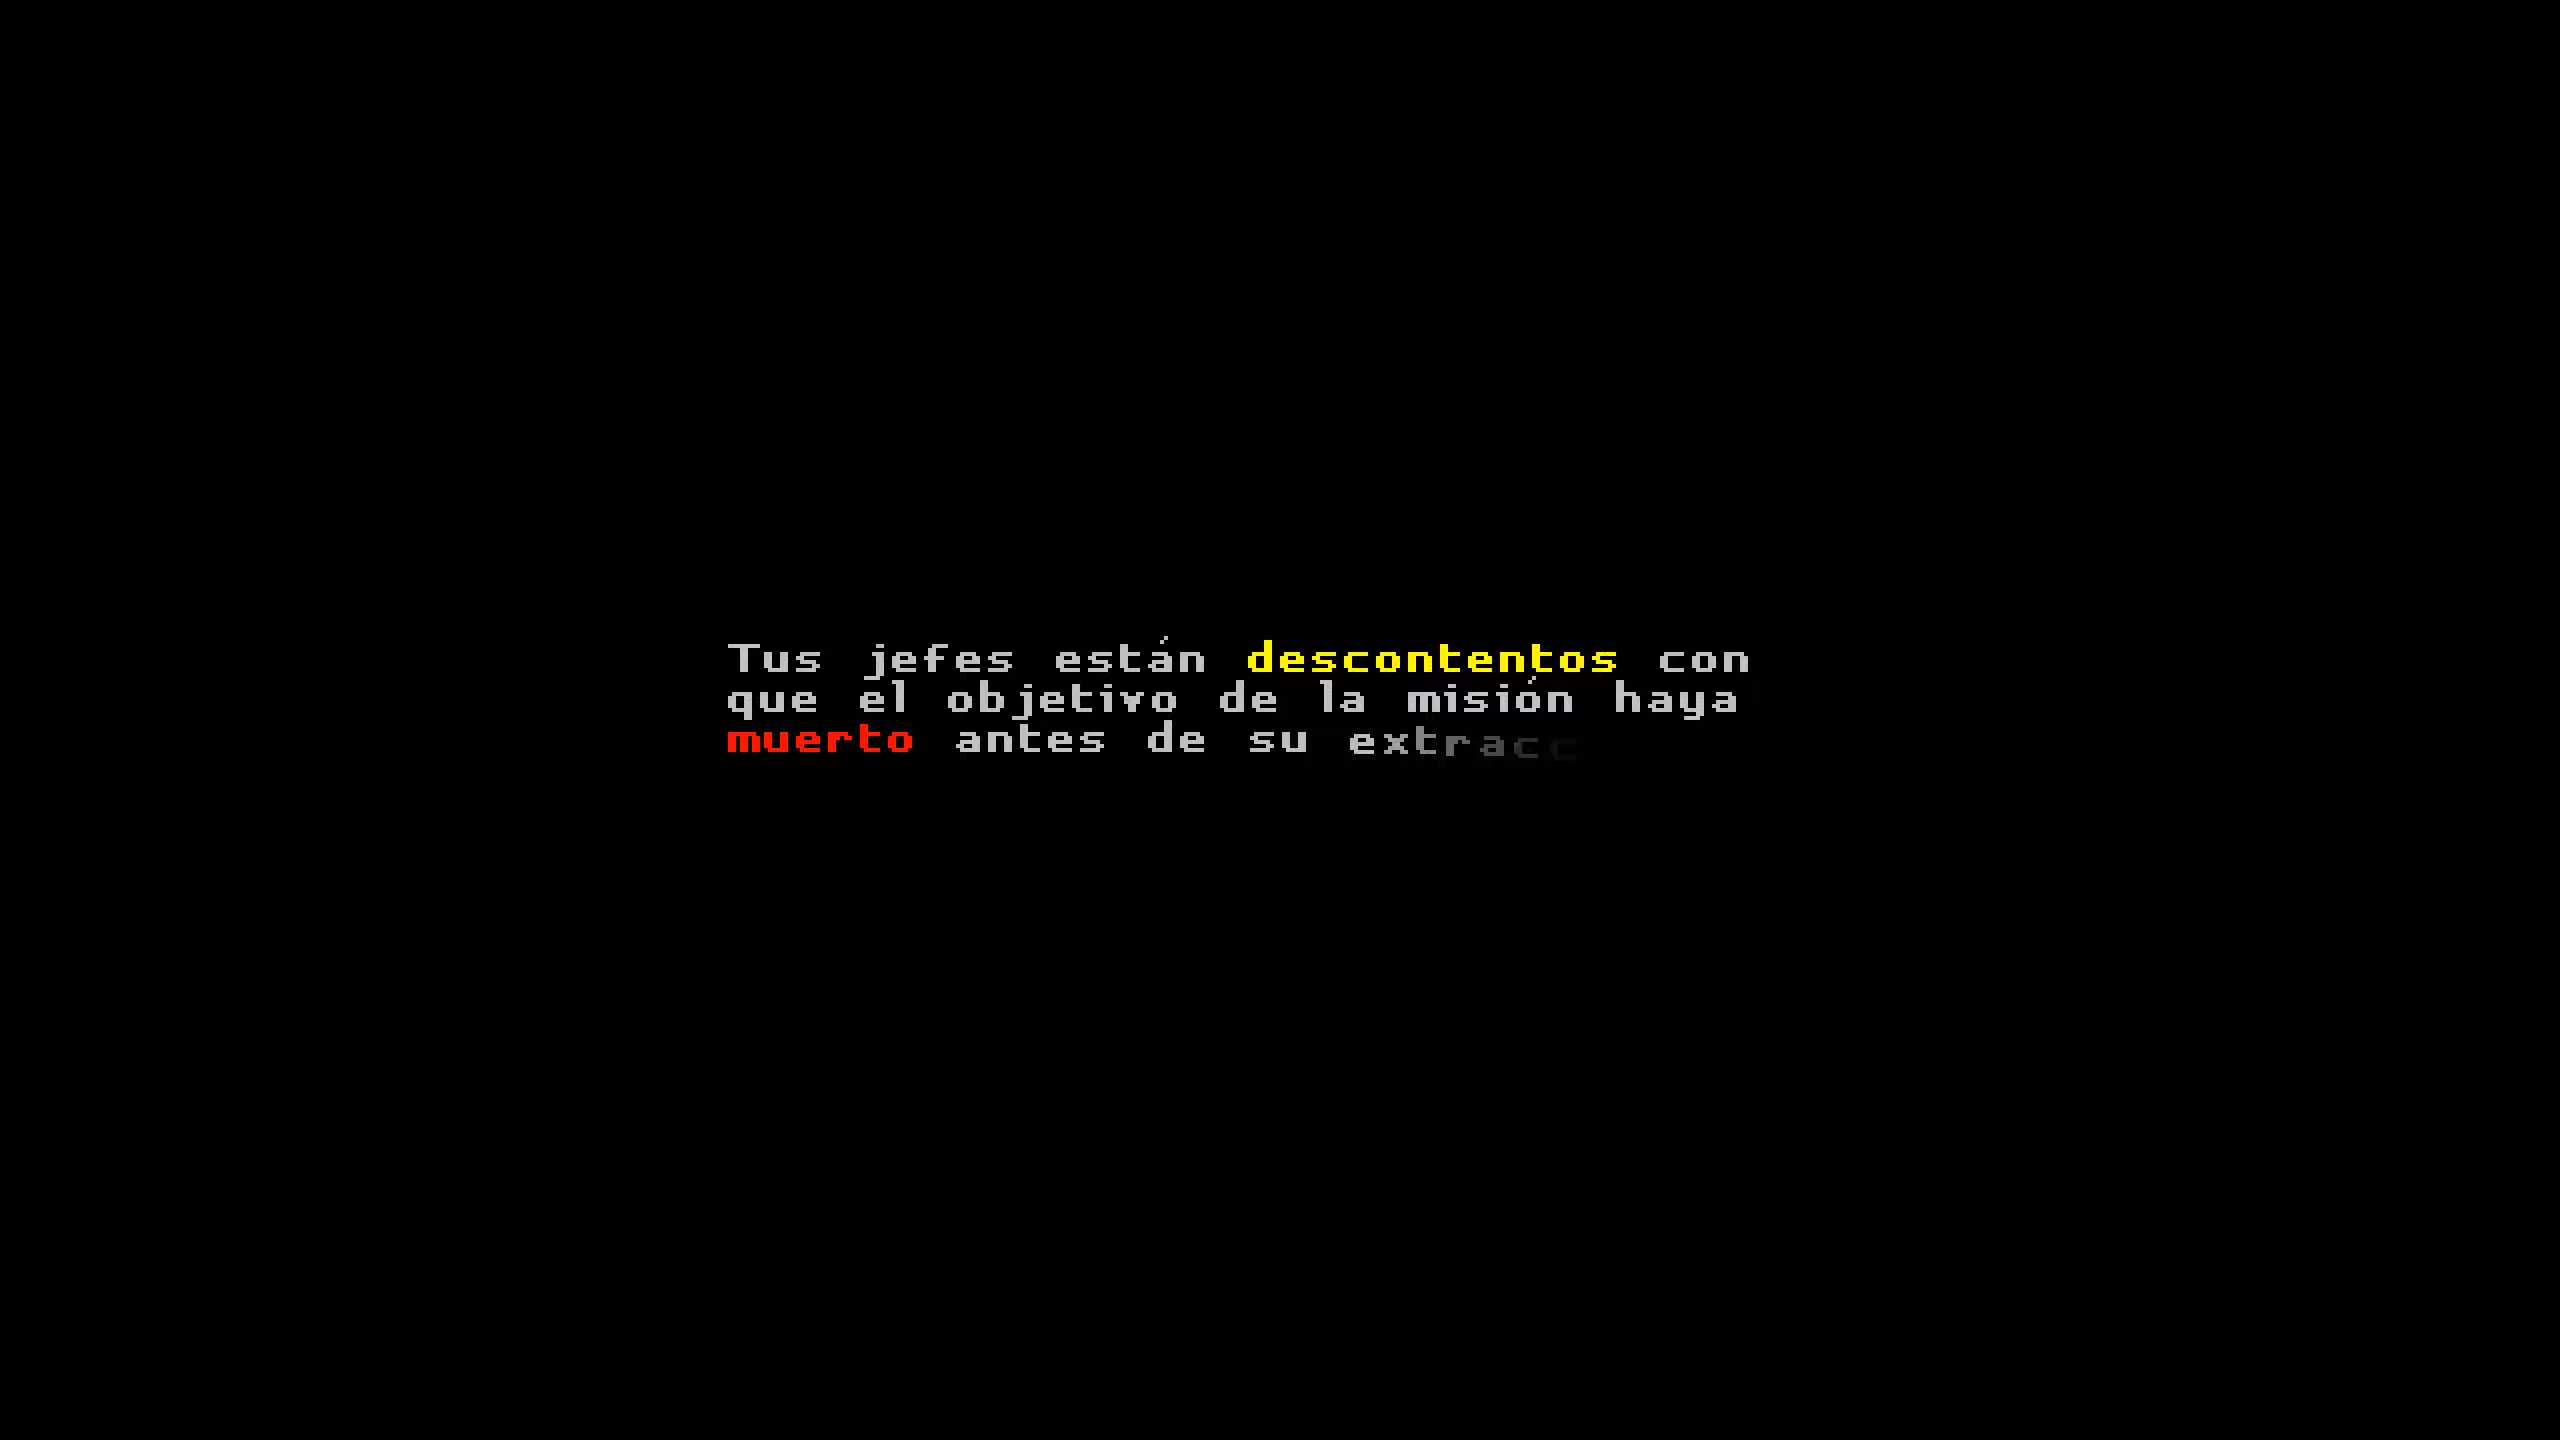 Tus jefes están descontentos con
que el objetivo de la misión haya
muerto antes de su extracc